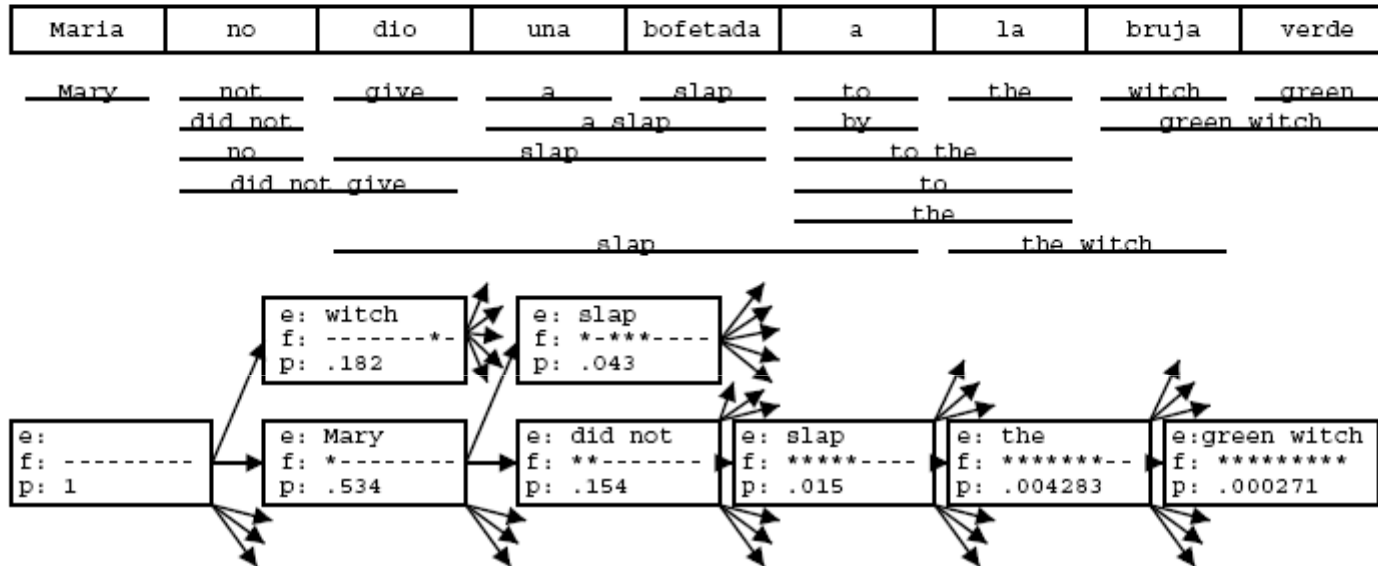 Maria no dio una bofetada a la bruja verde
Mary not give a slap to the witch green
did not a slap by green witch
no slap to the
did not give to
the
slap the witch
e: witch e: slap
f: -------*- f: *-***----
p: .182 p: .043
e: e: Mary e: did not e: slap e: the e:green witch
f: --------- f: *-------- f: **------- f: *****---- f: *******-- f: *********
p: 1 p: .534 p: .154 p: .015 p: .004283 p: .000271